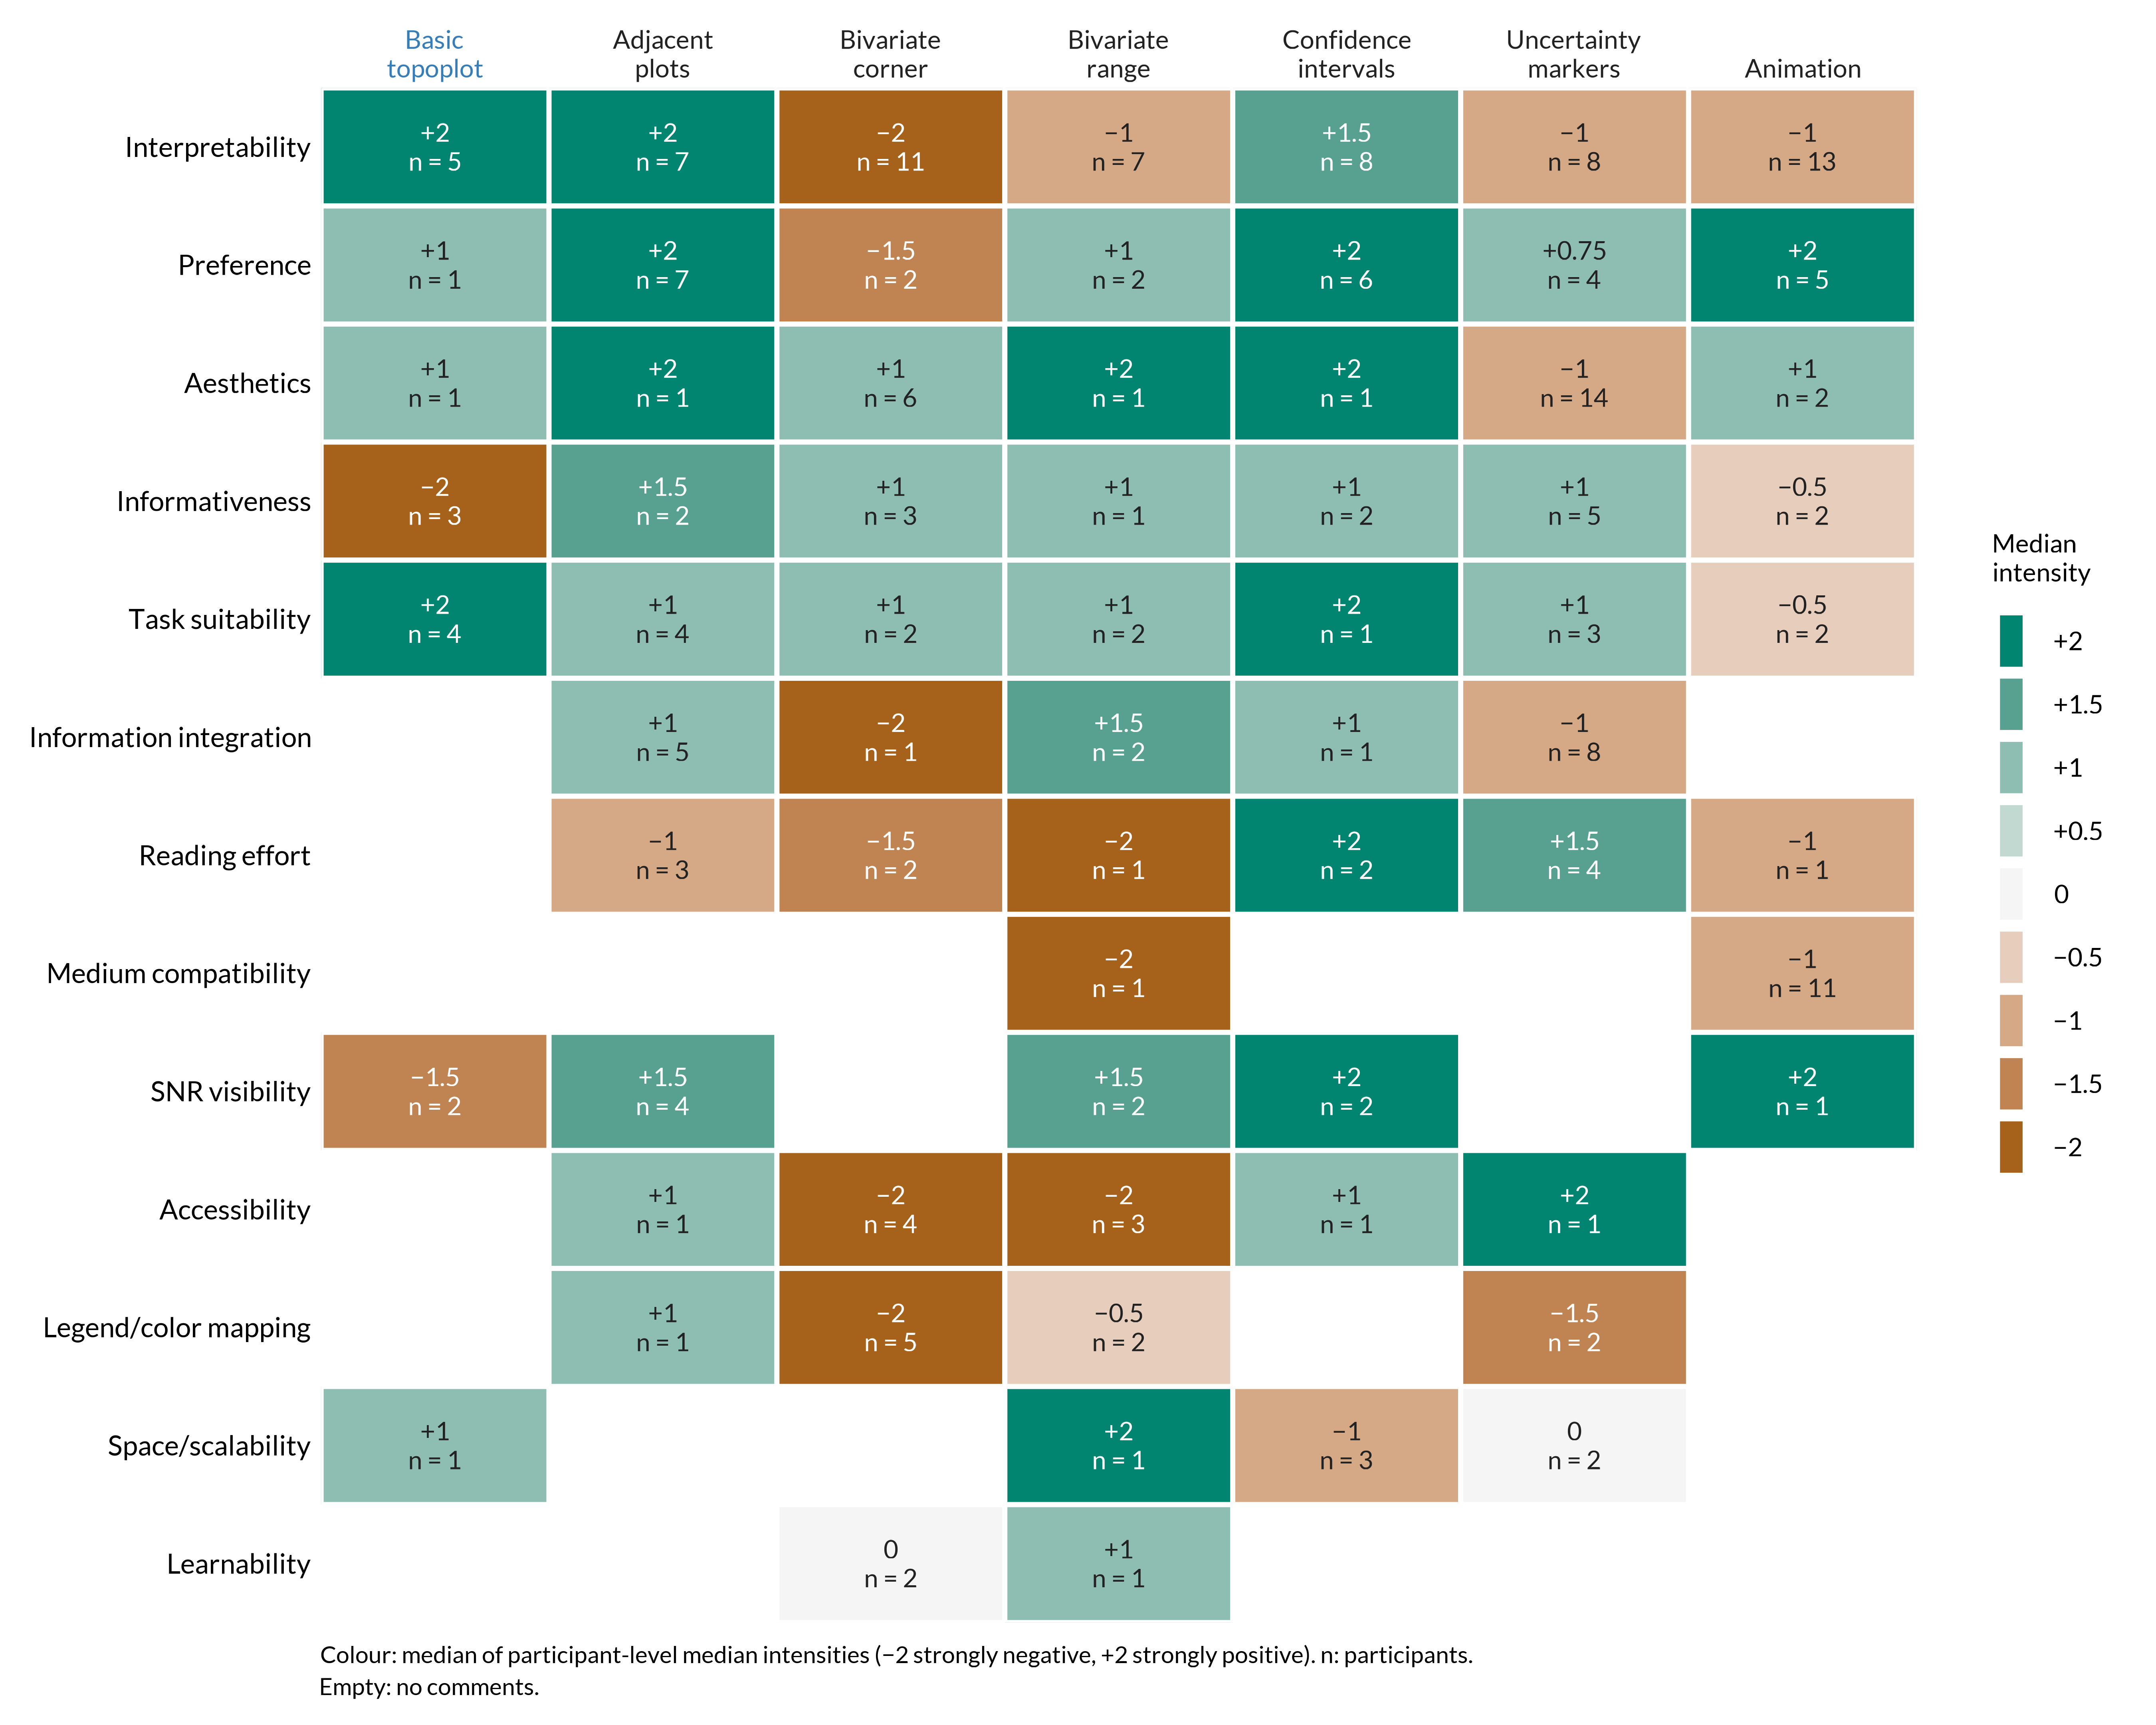 Basic
topoplot
Adjacent
plots
Bivariate
corner
Bivariate
range
Confidence
intervals
Uncertainty
markers
Animation
Interpretability
+2
n = 5
+2
n = 7
−2
n = 11
−1
n = 7
+1.5
n = 8
−1
n = 8
−1
n = 13
Preference
+1
n = 1
+2
n = 7
−1.5
n = 2
+1
n = 2
+2
n = 6
+0.75
n = 4
+2
n = 5
Aesthetics
+1
n = 1
+2
n = 1
+1
n = 6
+2
n = 1
+2
n = 1
−1
n = 14
+1
n = 2
Informativeness
−2
n = 3
+1.5
n = 2
+1
n = 3
+1
n = 1
+1
n = 2
+1
n = 5
−0.5
n = 2
Task suitability
+2
n = 4
+1
n = 4
+1
n = 2
+1
n = 2
+2
n = 1
+1
n = 3
−0.5
n = 2
Information integration
+1
n = 5
−2
n = 1
+1.5
n = 2
+1
n = 1
−1
n = 8
Reading effort
−1
n = 3
−1.5
n = 2
−2
n = 1
+2
n = 2
+1.5
n = 4
−1
n = 1
Medium compatibility
−2
n = 1
−1
n = 11
SNR visibility
−1.5
n = 2
+1.5
n = 4
+1.5
n = 2
+2
n = 2
+2
n = 1
Accessibility
+1
n = 1
−2
n = 4
−2
n = 3
+1
n = 1
+2
n = 1
Legend/color mapping
+1
n = 1
−2
n = 5
−0.5
n = 2
−1.5
n = 2
Space/scalability
+1
n = 1
+2
n = 1
−1
n = 3
0
n = 2
Learnability
0
n = 2
+1
n = 1
Median
intensity
+2
+1.5
+1
+0.5
0
−0.5
−1
−1.5
−2
Colour: median of participant-level median intensities (−2 strongly negative, +2 strongly positive). n: participants.
Empty: no comments.